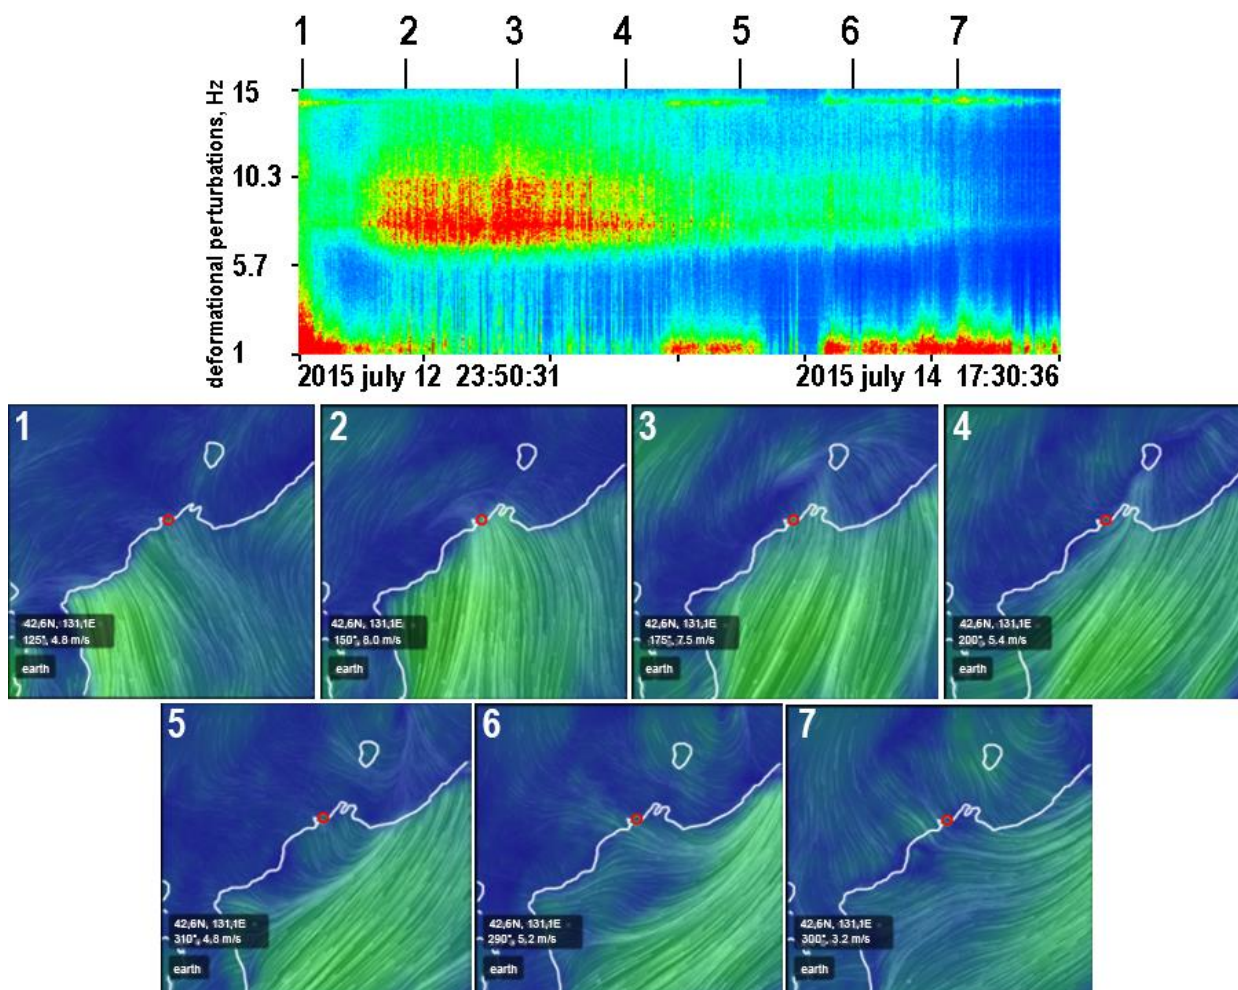 1 2 3 4 5 6 7
deformational perturbations, Hz
15
10.3
5.7
1
2015 july 12 23:50:31 2015 july 14 17:30:36
1
42,6N, 131,1E
125°, 4.8 m/s
earth
2
42,6N, 131,1E
150°, 8.0 m/s
earth
3
42,6N, 131,1E
175°, 7.5 m/s
earth
4
42,6N, 131,1E
200°, 5.4 m/s
earth
5
42,6N, 131,1E
310°, 4.8 m/s
earth
6
42,6N, 131,1E
290°, 5,2 m/s
earth
7
42,6N, 131,1E
300°, 3.2 m/s
earth